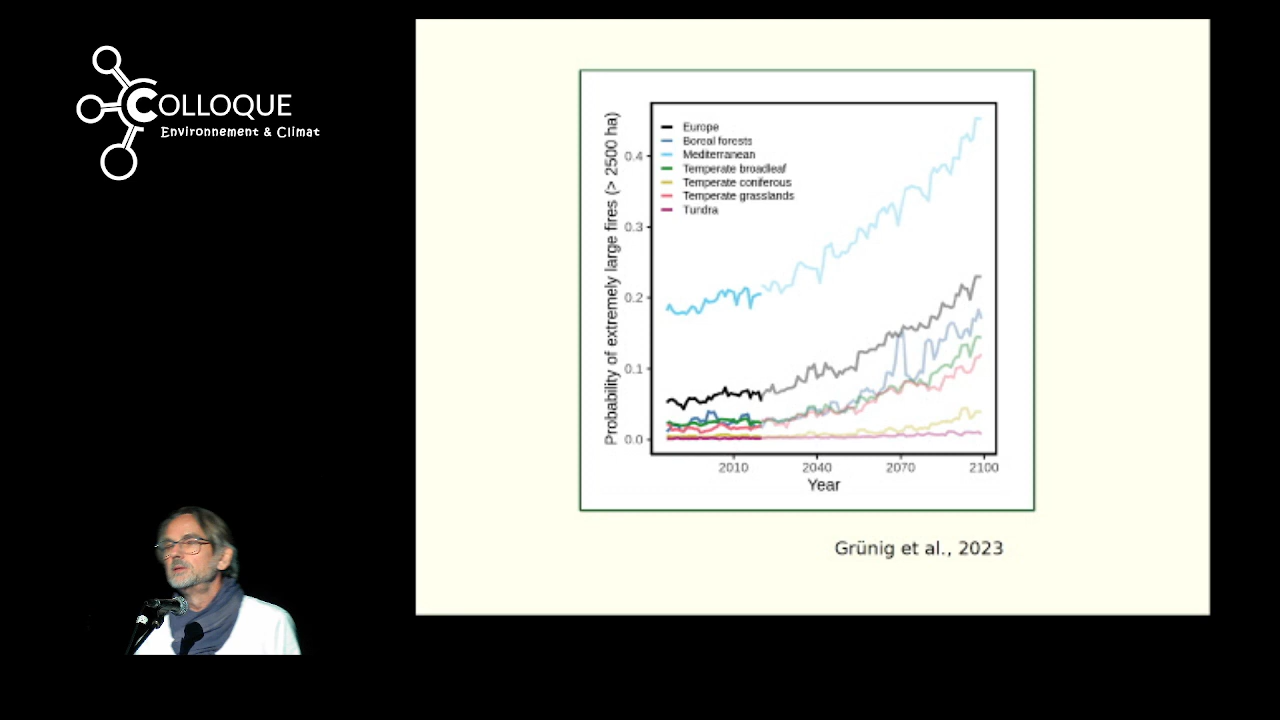 COLLOQUE
Environnement & Climat
Probability of extremely large fires (> 2500 ha)
Europe
Boreal forests
Mediterranean
Temperate broadleaf
Temperate coniferous
Temperate grasslands
Tundra
0.4
0.3
0.2
0.1
0.0
2010 2040 2070 2100
Year
Grünig et al., 2023